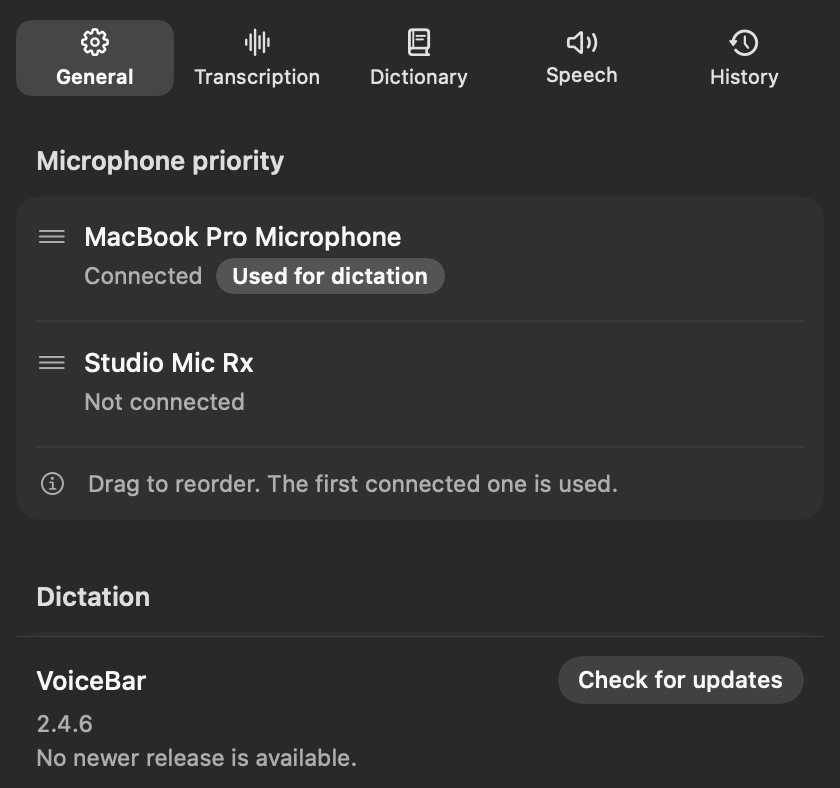 General
Transcription
Dictionary
Speech
History
Microphone priority
MacBook Pro Microphone
Connected Used for dictation
Studio Mic Rx
Not connected
Drag to reorder. The first connected one is used.
Dictation
VoiceBar Check for updates
2.4.6
No newer release is available.